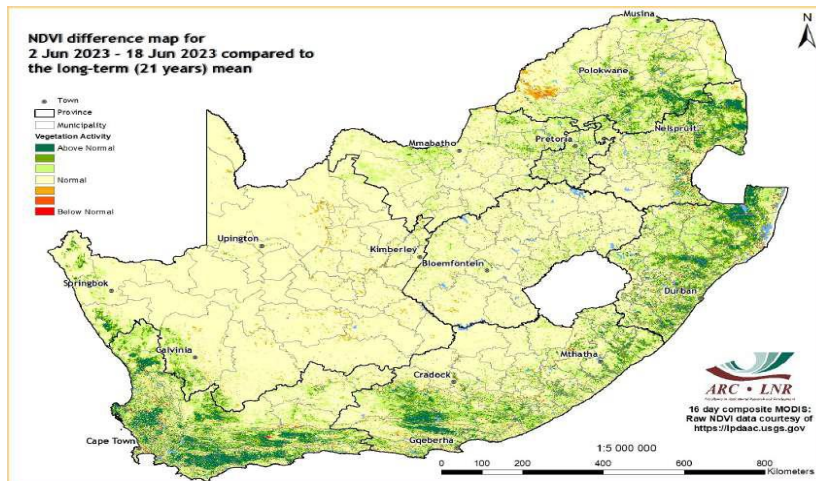 NDVI difference map for
2 Jun 2023 - 18 Jun 2023 compared to
the long-term (21 years) mean
Town
Province
Municipality
Vegetation Activity
Above Normal
Normal
Below Normal
N
Musina
Polokwane
Nelspruit
Pretoria
Mmabatho
Upington
Kimberley
Bloemfontein
Springbok
Durban
Calvinia
Mthatha
Cradock
Cape Town
Gqeberha
ARC • LNR
16 day composite MODIS:
Raw NDVI data courtesy of
https://lpdaac.usgs.gov
1:5 000 000
0 100 200 400 600 800
Kilometers